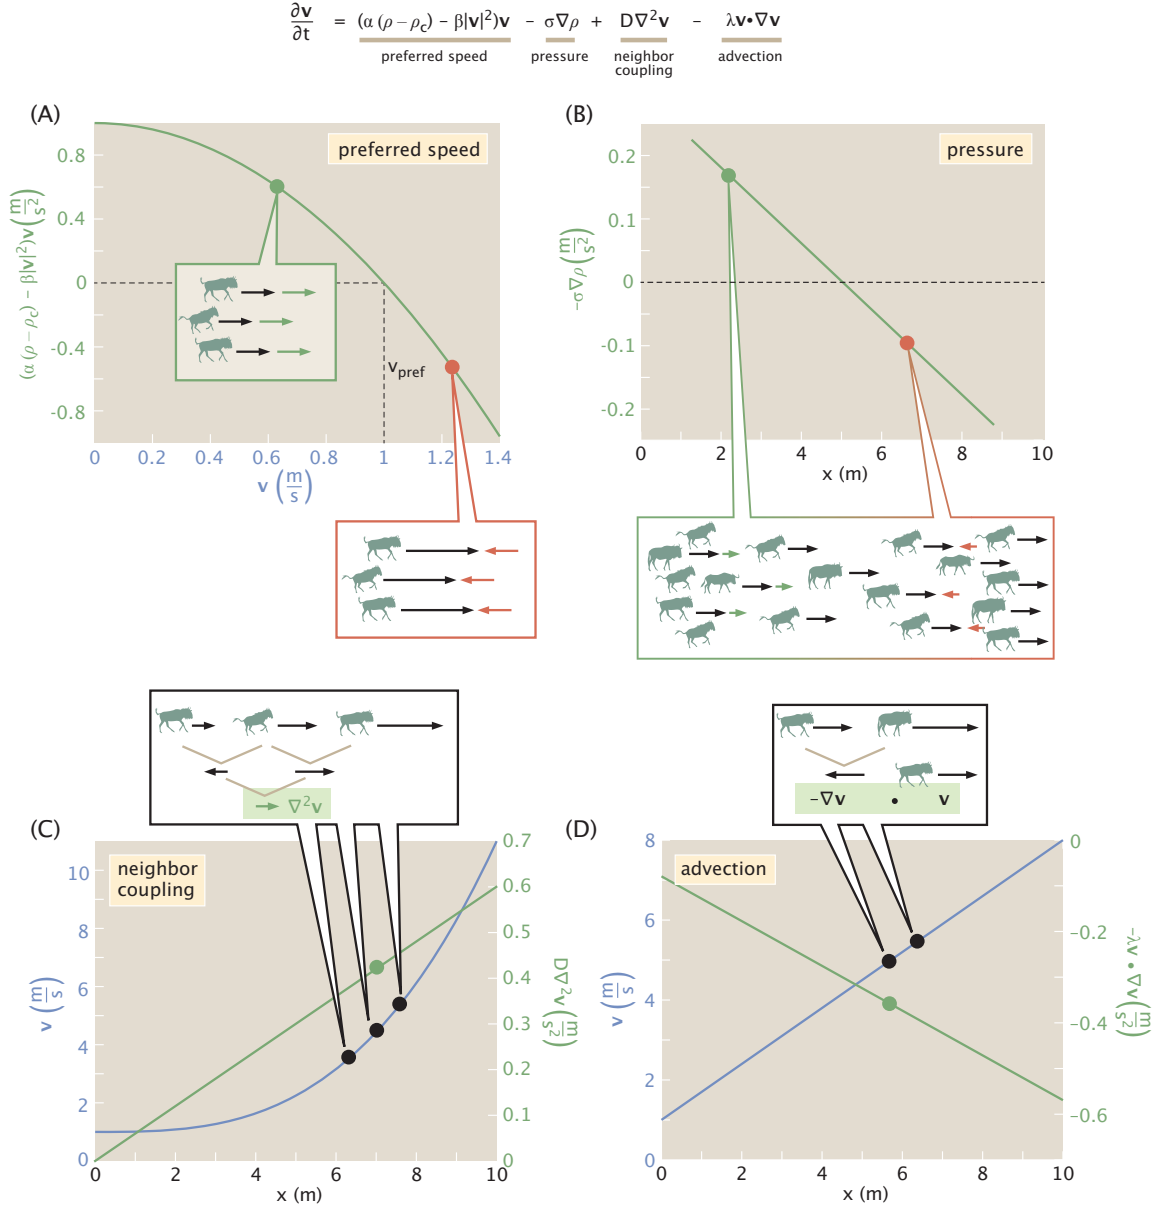 ∂v/∂t = (α (ρ – ρc) – β|v|²)v – σ∇ρ + D∇²v – λv•∇v
preferred speed pressure neighbor coupling advection
(A)
preferred speed
(α (ρ – ρc) – β|v|²)v (m/s²)
0.8
0.4
0
-0.4
-0.8
vpref
0 0.2 0.4 0.6 0.8 1 1.2 1.4
v (m/s)
(B)
pressure
–σ∇ρ (m/s²)
0.2
0.1
0
-0.1
-0.2
0 2 4 6 8 10
x (m)
∇²v
(C)
neighbor
coupling
v (m/s)
10
8
6
4
2
0
D∇²v (m/s²)
0.7
0.6
0.5
0.4
0.3
0.2
0.1
0
0 2 4 6 8 10
x (m)
–∇v • v
(D)
advection
v (m/s)
8
6
4
2
0
–λv • ∇v (m/s²)
0
–0.2
–0.4
–0.6
0 2 4 6 8 10
x (m)